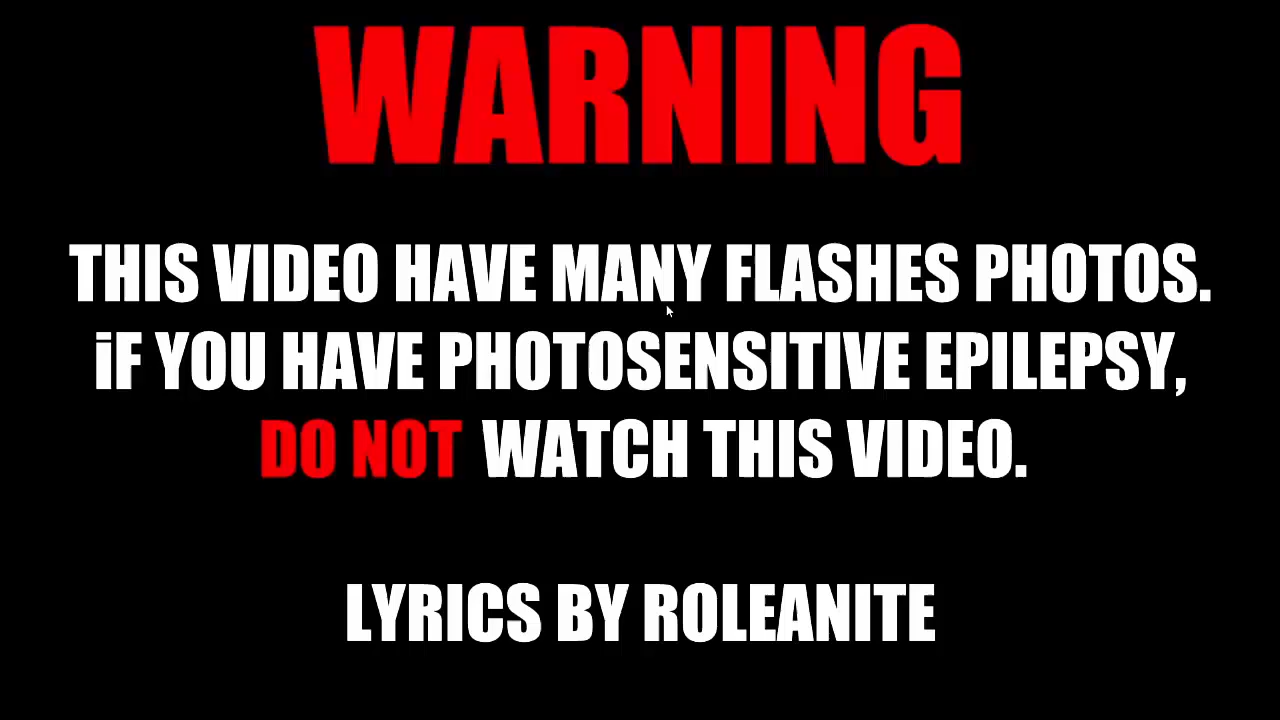 WARNING
THIS VIDEO HAVE MANY FLASHES PHOTOS.
iF YOU HAVE PHOTOSENSITIVE EPILEPSY,
DO NOT WATCH THIS VIDEO.
LYRICS BY ROLEANITE